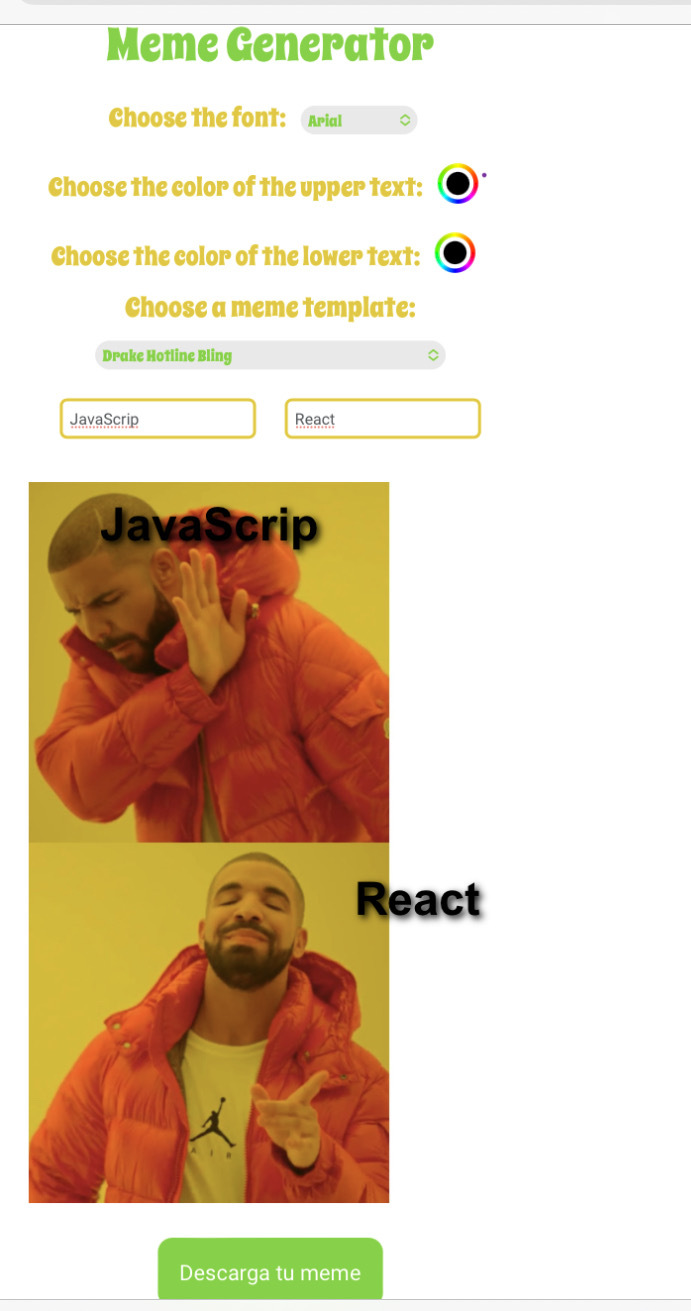 Meme Generator
Choose the font: Arial
Choose the color of the upper text:
Choose the color of the lower text:
Choose a meme template:
Drake Hotline Bling
JavaScrip React
JavaScrip
React
AIR
Descarga tu meme